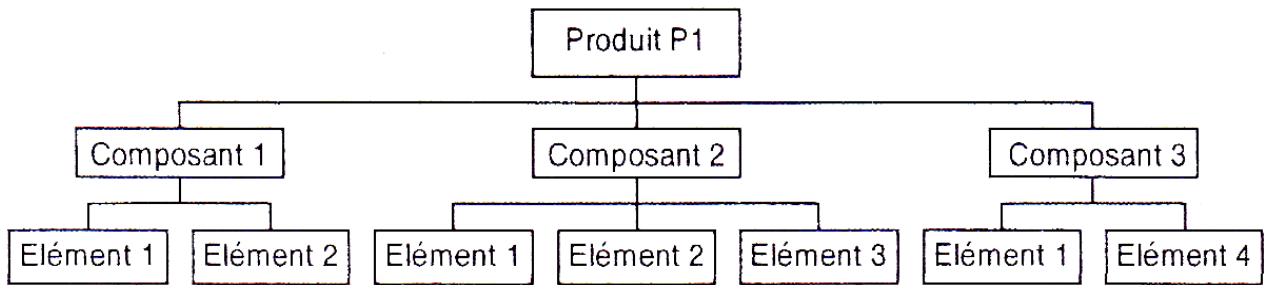 Produit P1
Composant 1 Composant 2 Composant 3
Elément 1 Elément 2 Elément 1 Elément 2 Elément 3 Elément 1 Elément 4